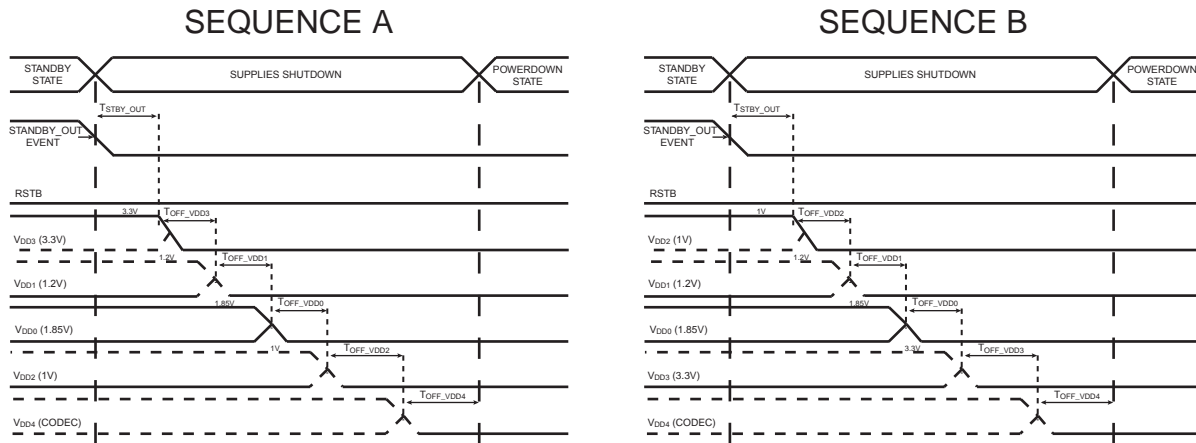 SEQUENCE A
STANDBY
STATE
SUPPLIES SHUTDOWN
POWERDOWN
STATE
TSTBY_OUT
STANDBY_OUT
EVENT
RSTB
3.3V
TOFF_VDD3
VDD3 (3.3V)
1.2V
TOFF_VDD1
VDD1 (1.2V)
1.85V
TOFF_VDD0
VDD0 (1.85V)
1V
TOFF_VDD2
VDD2 (1V)
TOFF_VDD4
VDD4 (CODEC)
SEQUENCE B
STANDBY
STATE
SUPPLIES SHUTDOWN
POWERDOWN
STATE
TSTBY_OUT
STANDBY_OUT
EVENT
RSTB
1V
TOFF_VDD2
VDD2 (1V)
1.2V
TOFF_VDD1
VDD1 (1.2V)
1.85V
TOFF_VDD0
VDD0 (1.85V)
3.3V
TOFF_VDD3
VDD3 (3.3V)
TOFF_VDD4
VDD4 (CODEC)